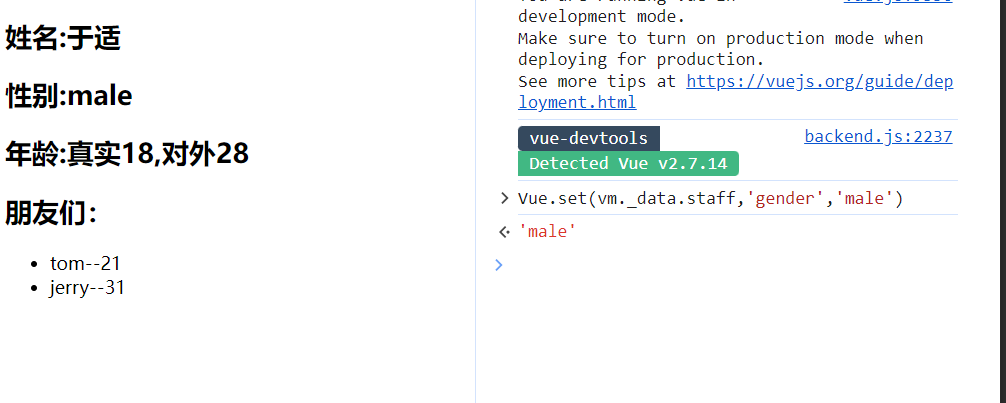 姓名:于适
性别:male
年龄:真实18,对外28
朋友们：
tom--21
jerry--31
development mode.
Make sure to turn on production mode when
deploying for production.
See more tips at https://vuejs.org/guide/dep
loyment.html
vue-devtools backend.js:2237
Detected Vue v2.7.14
Vue.set(vm._data.staff,'gender','male')
'male'